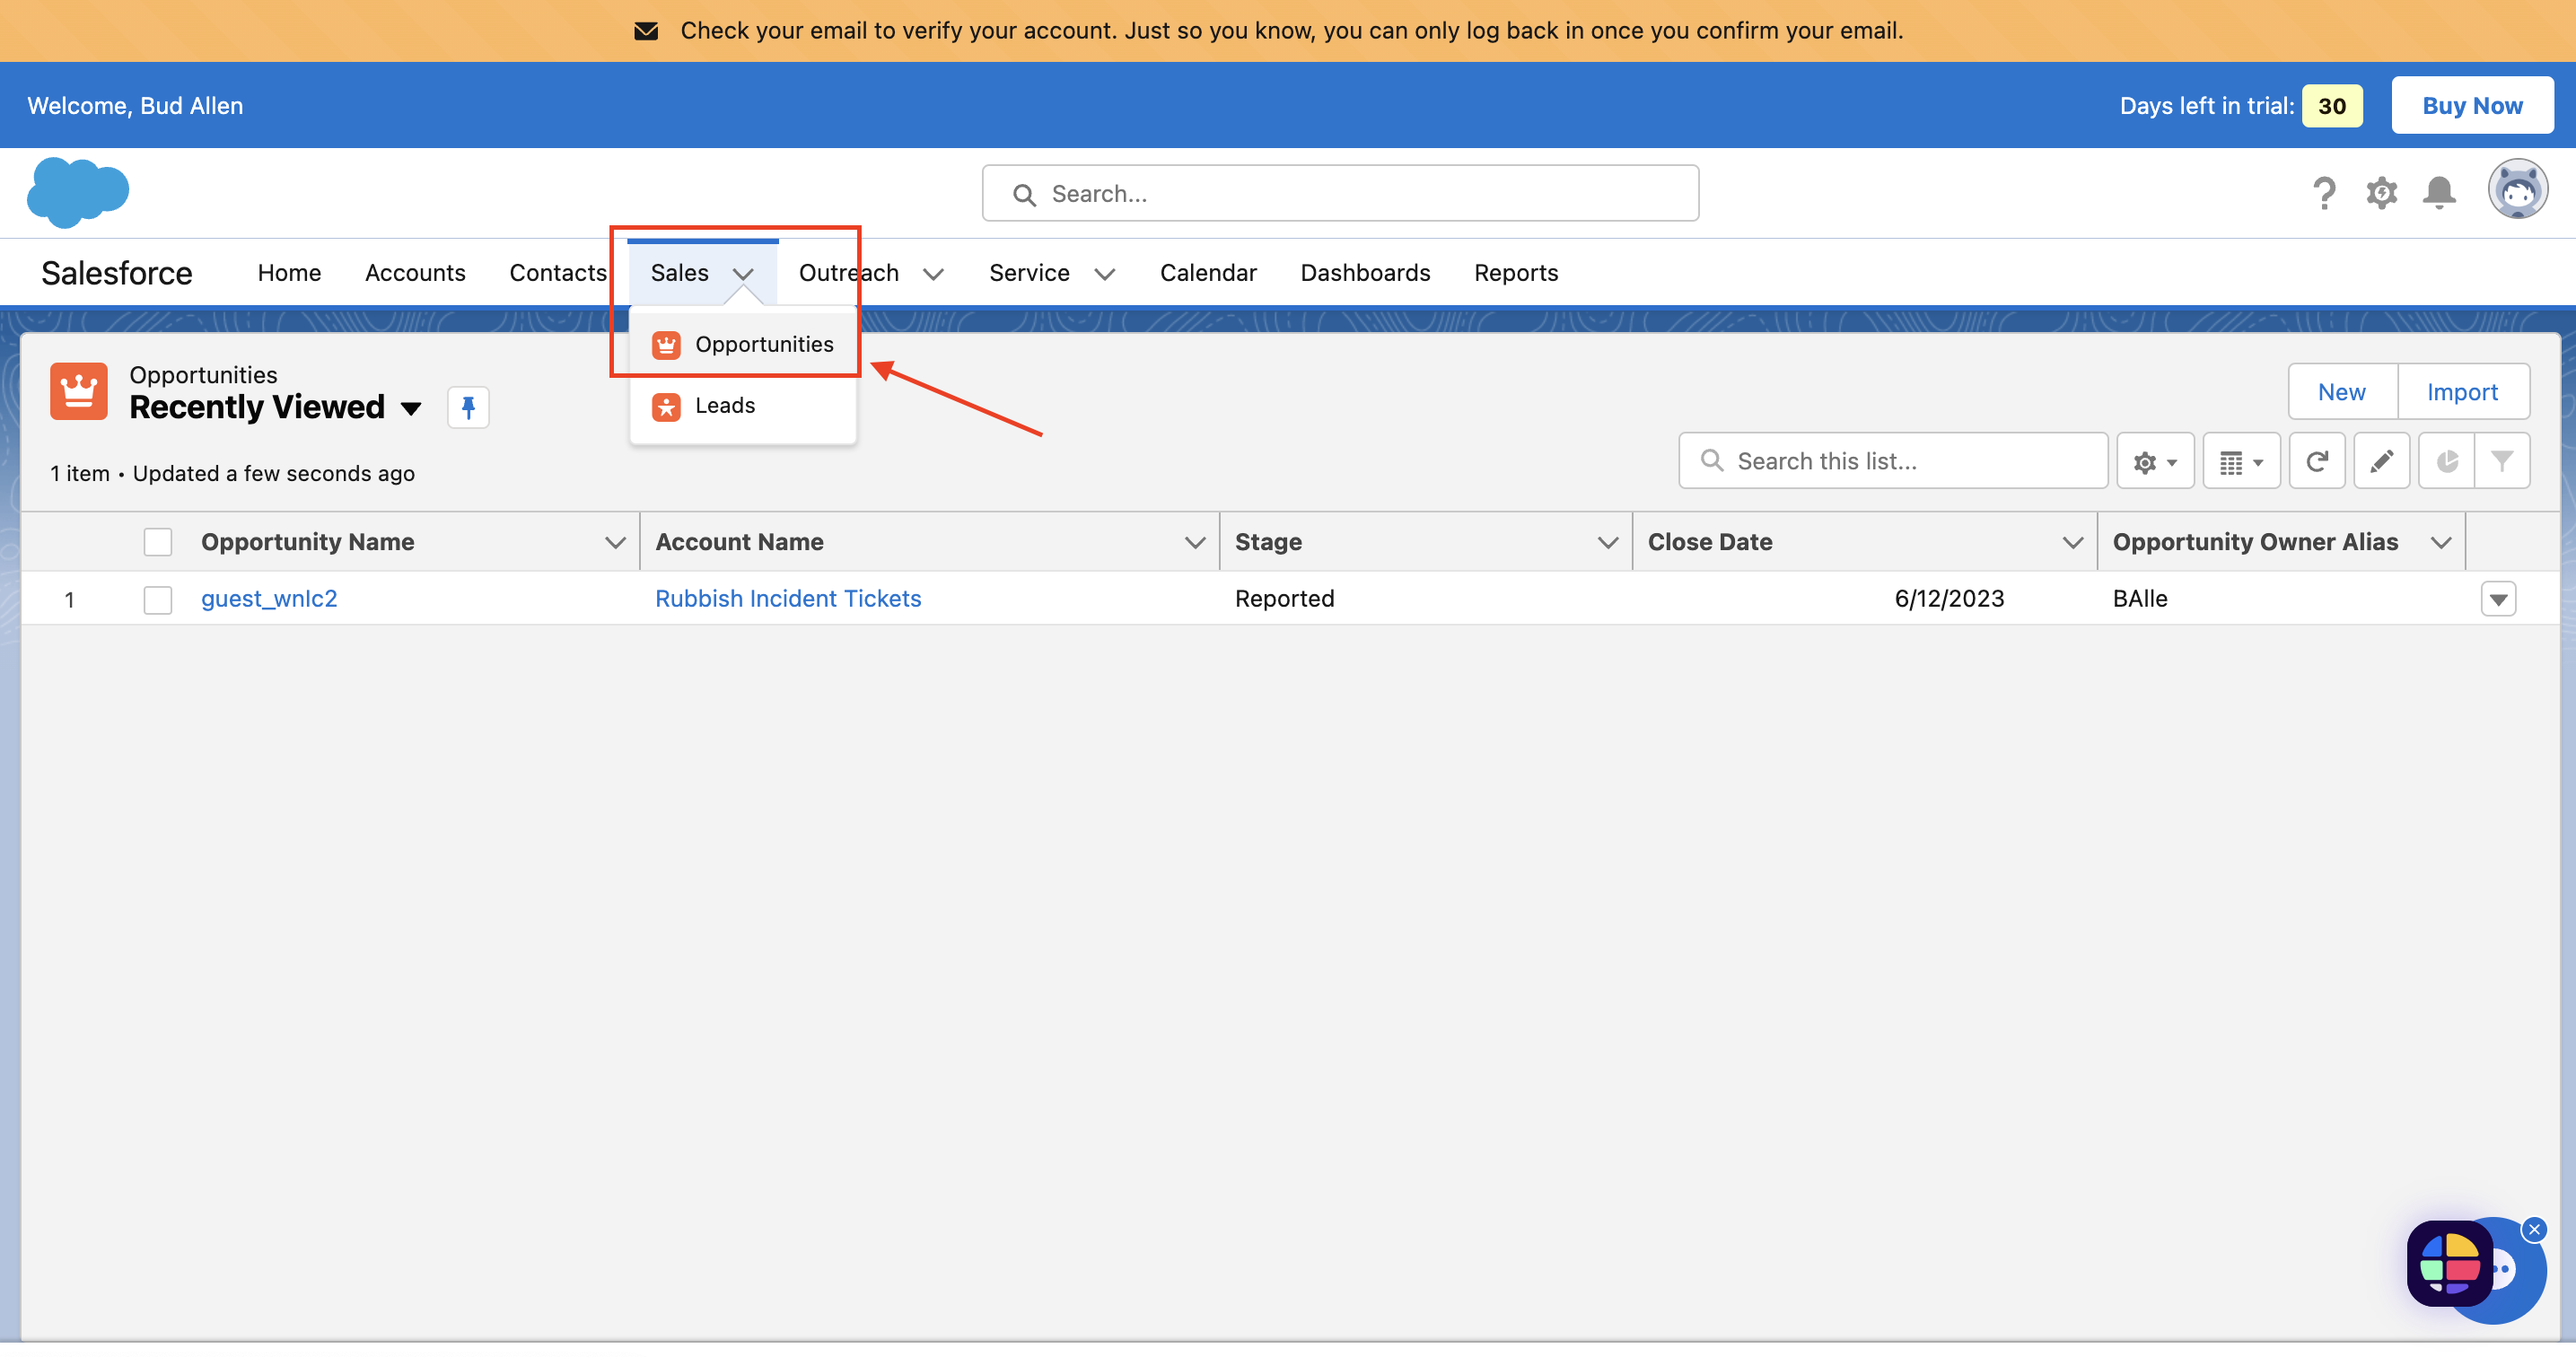 Check your email to verify your account. Just so you know, you can only log back in once you confirm your email.
Welcome, Bud Allen
Days left in trial: 30
Buy Now
Search...
Salesforce
Home
Accounts
Contacts
Sales
Outreach
Service
Calendar
Dashboards
Reports
Opportunities
Leads
Opportunities
Recently Viewed
New
Import
1 item • Updated a few seconds ago
Search this list...
Opportunity Name
Account Name
Stage
Close Date
Opportunity Owner Alias
1
guest_wnlc2
Rubbish Incident Tickets
Reported
6/12/2023
BAlle